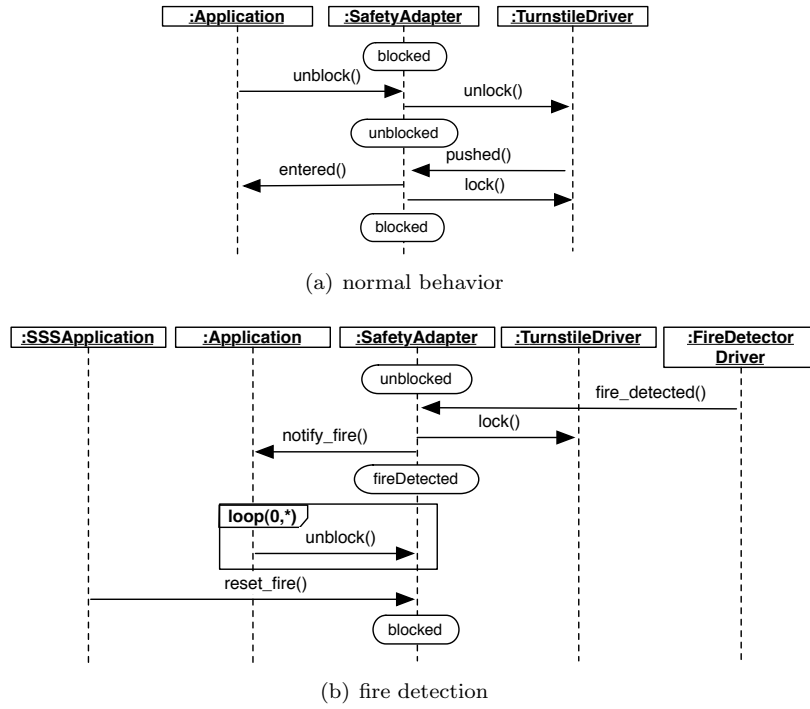 :Application :SafetyAdapter :TurnstileDriver
blocked
unblock()
unlock()
unblocked
pushed()
entered()
lock()
blocked
(a) normal behavior
:SSSApplication :Application :SafetyAdapter :TurnstileDriver :FireDetector
Driver
unblocked
fire_detected()
lock()
notify_fire()
fireDetected
loop(0,*)
unblock()
reset_fire()
blocked
(b) fire detection